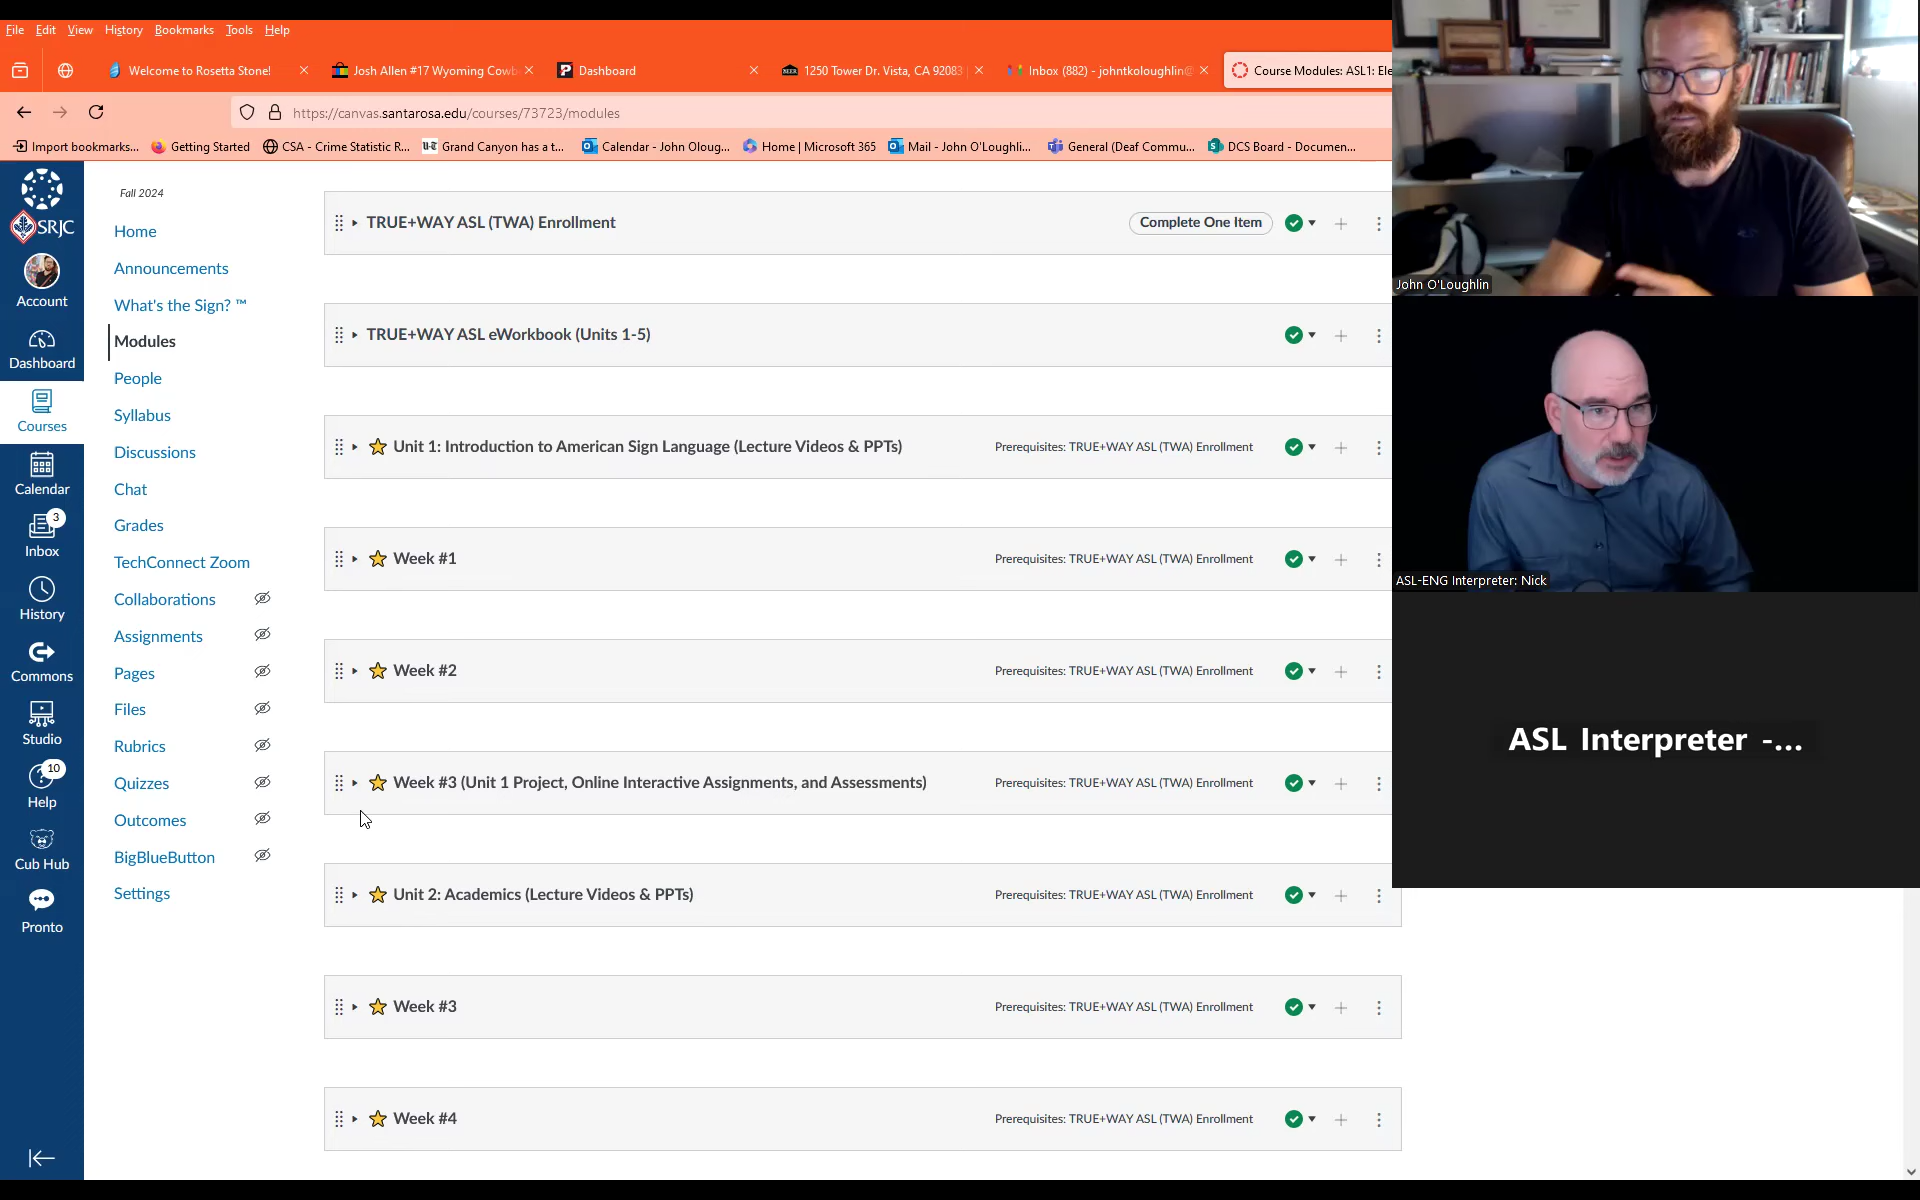 File Edit View History Bookmarks Tools Help
Welcome to Rosetta Stone!
Josh Allen #17 Wyoming Cowb
Dashboard
1250 Tower Dr. Vista, CA 92083
Inbox (882) - johntkoloughlin@
Course Modules: ASL1: Ele
https://canvas.santarosa.edu/courses/73723/modules
Import bookmarks...
Getting Started
CSA - Crime Statistic R...
Grand Canyon has a t...
Calendar - John Oloug...
Home | Microsoft 365
Mail - John O'Loughli...
General (Deaf Commu...
DCS Board - Documen...
SRJC
Account
Dashboard
Courses
Calendar
3
Inbox
History
Commons
Studio
10
Help
Cub Hub
Pronto
Fall 2024
Home
Announcements
What's the Sign? ™
Modules
People
Syllabus
Discussions
Chat
Grades
TechConnect Zoom
Collaborations
Assignments
Pages
Files
Rubrics
Quizzes
Outcomes
BigBlueButton
Settings
TRUE+WAY ASL (TWA) Enrollment Complete One Item
TRUE+WAY ASL eWorkbook (Units 1-5)
Unit 1: Introduction to American Sign Language (Lecture Videos & PPTs) Prerequisites: TRUE+WAY ASL (TWA) Enrollment
Week #1 Prerequisites: TRUE+WAY ASL (TWA) Enrollment
Week #2 Prerequisites: TRUE+WAY ASL (TWA) Enrollment
Week #3 (Unit 1 Project, Online Interactive Assignments, and Assessments) Prerequisites: TRUE+WAY ASL (TWA) Enrollment
Unit 2: Academics (Lecture Videos & PPTs) Prerequisites: TRUE+WAY ASL (TWA) Enrollment
Week #3 Prerequisites: TRUE+WAY ASL (TWA) Enrollment
Week #4 Prerequisites: TRUE+WAY ASL (TWA) Enrollment
John O'Loughlin
ASL-ENG Interpreter: Nick
ASL Interpreter -...